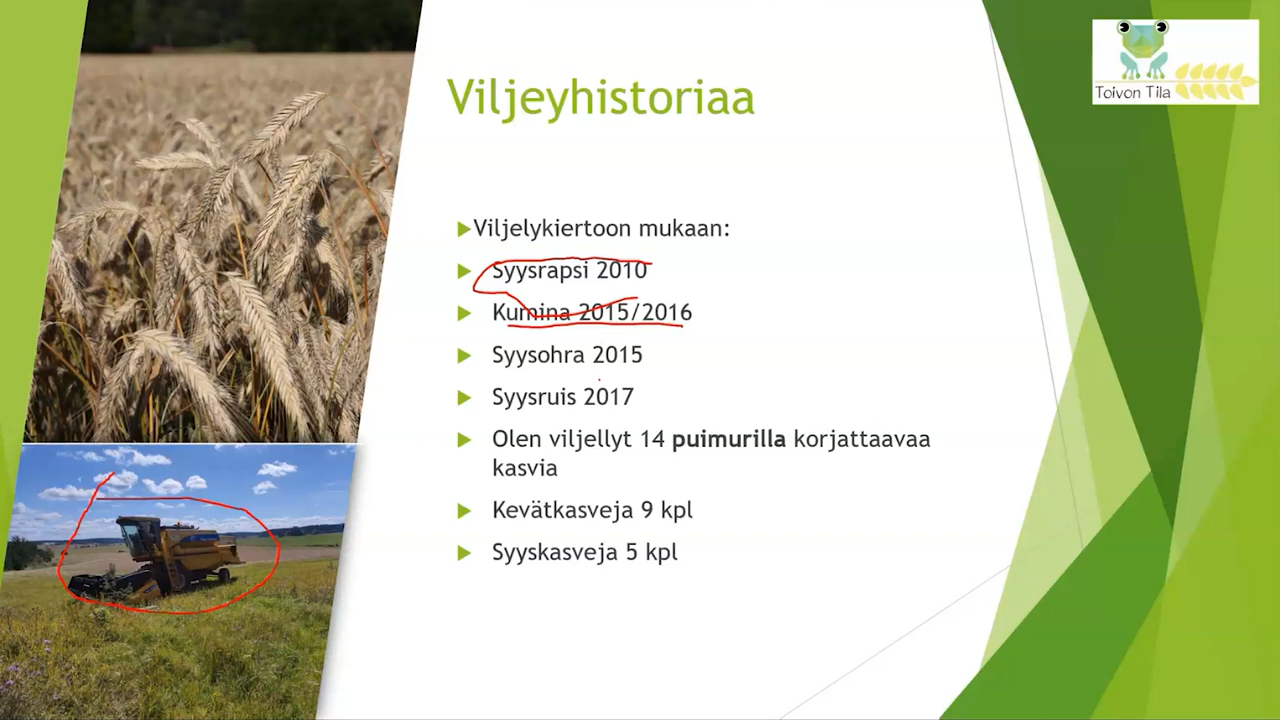 Viljeyhistoriaa
Toivon Tila
Viljelykiertoon mukaan:
Syysrapsi 2010
Kumina 2015/2016
Syysohra 2015
Syysruis 2017
Olen viljellyt 14 puimurilla korjattaavaa
kasvia
Kevätkasveja 9 kpl
Syyskasveja 5 kpl